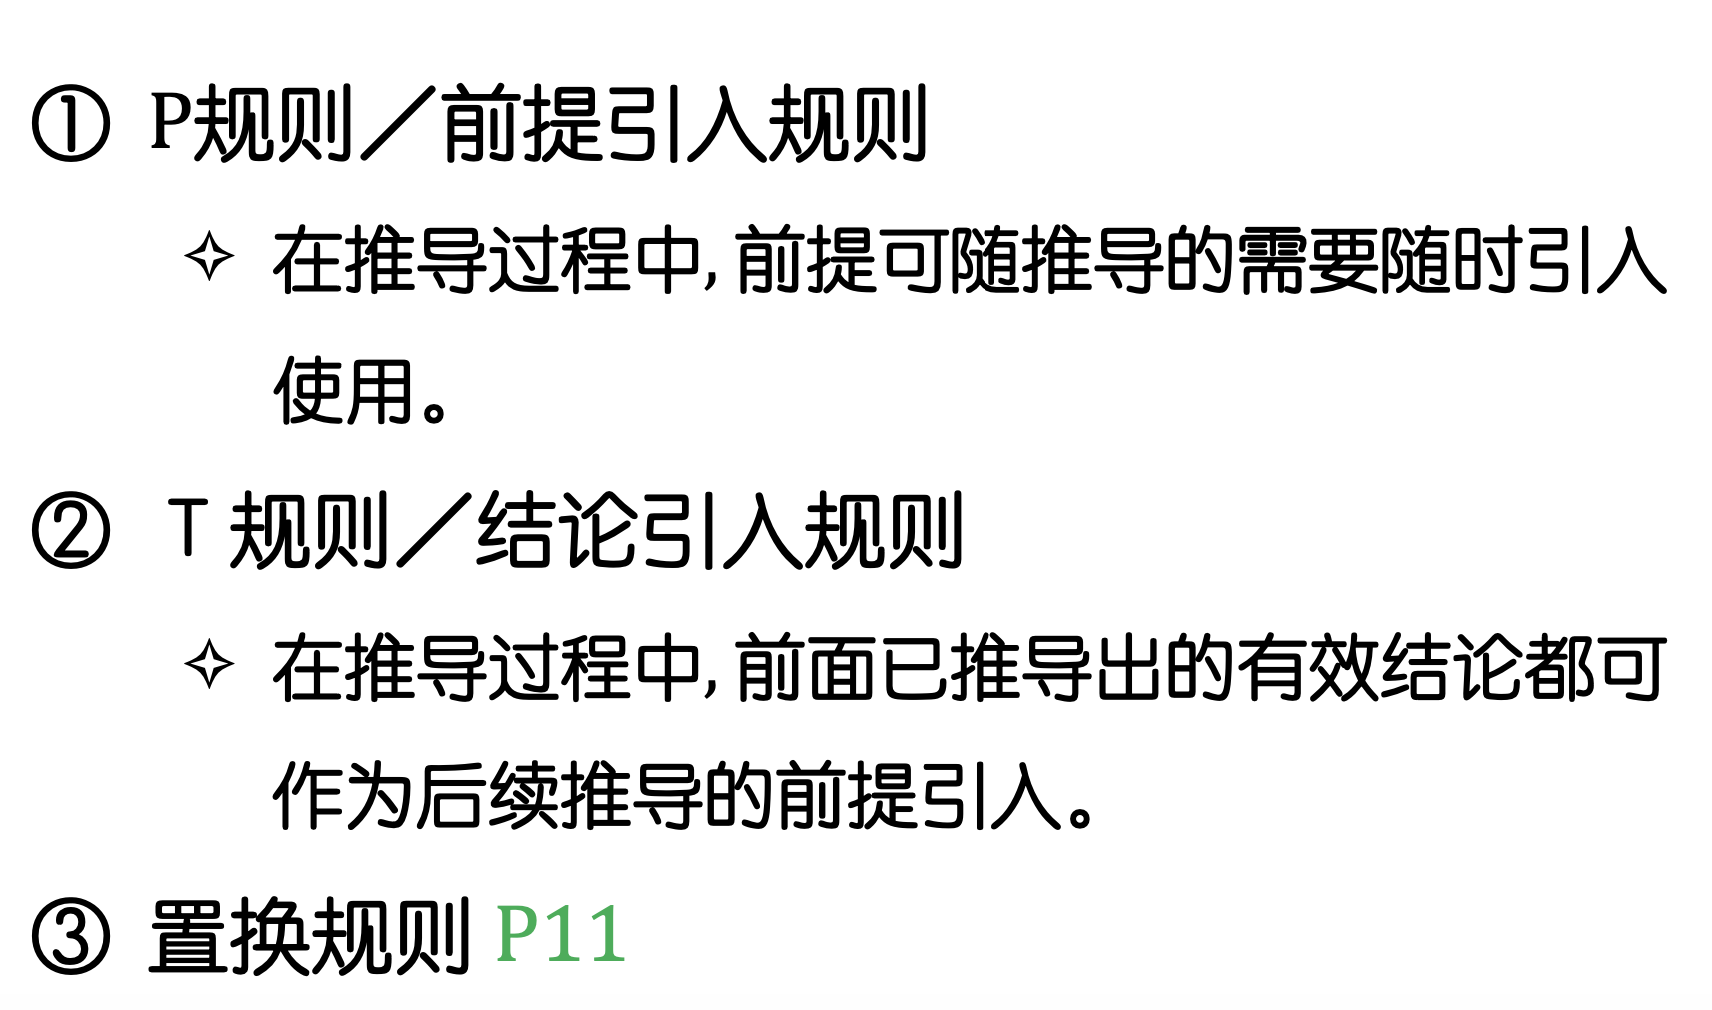 ① P规则／前提引入规则
✧ 在推导过程中, 前提可随推导的需要随时引入
使用。
② T 规则／结论引入规则
✧ 在推导过程中, 前面已推导出的有效结论都可
作为后续推导的前提引入。
③ 置换规则 P11